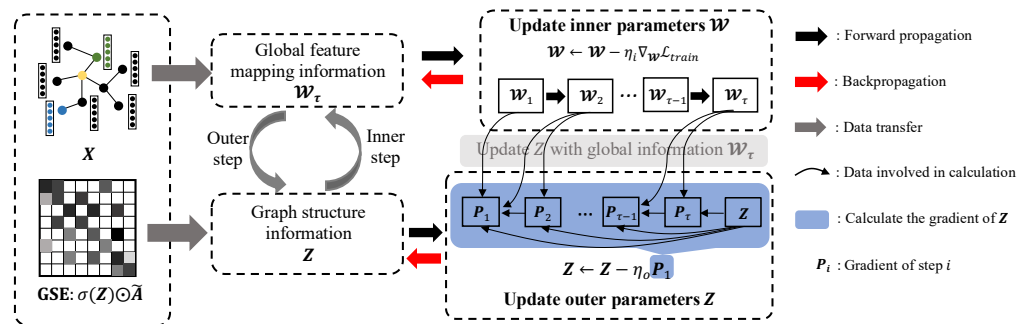 X
GSE: σ(Z)⊙Ã
Global feature
mapping information
𝒲_τ
Outer
step
Inner
step
Graph structure
information
Z
Update inner parameters 𝒲
𝒲 ← 𝒲 − η_i ∇_𝒲 ℒ_train
𝒲_1 𝒲_2 ... 𝒲_{τ−1} 𝒲_τ
Update Z with global information 𝒲_τ
P_1 P_2 ... P_{τ−1} P_τ Z
Z ← Z − η_o P_1
Update outer parameters Z
: Forward propagation
: Backpropagation
: Data transfer
: Data involved in calculation
: Calculate the gradient of Z
P_i : Gradient of step i